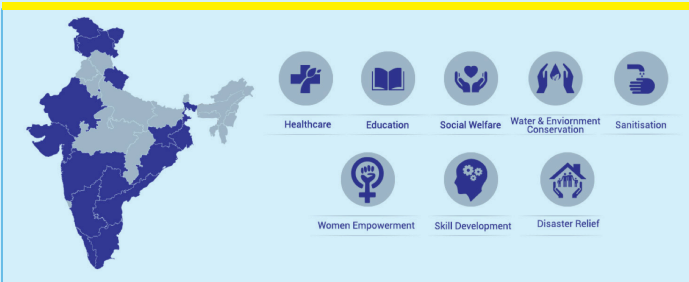 Healthcare
Education
Social Welfare
Water & Enviornment
Conservation
Sanitisation
Women Empowerment
Skill Development
Disaster Relief